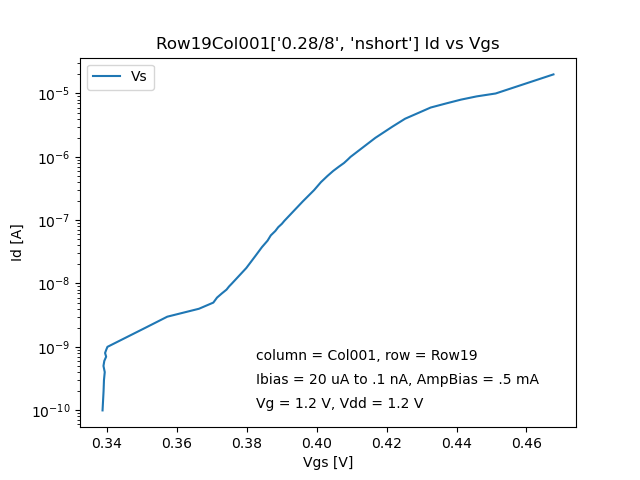 Row19Col001['0.28/8', 'nshort'] Id vs Vgs
Vs
Id [A]
10⁻⁵
10⁻⁶
10⁻⁷
10⁻⁸
10⁻⁹
10⁻¹⁰
column = Col001, row = Row19
Ibias = 20 uA to .1 nA, AmpBias = .5 mA
Vg = 1.2 V, Vdd = 1.2 V
0.34 0.36 0.38 0.40 0.42 0.44 0.46
Vgs [V]